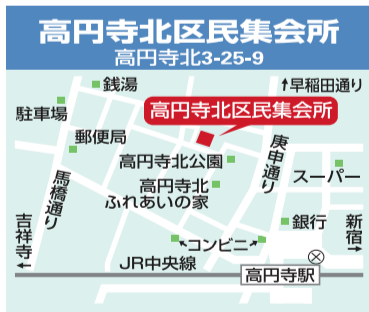 高円寺北区民集会所
高円寺北3-25-9
↑早稲田通り
銭湯
駐車場
高円寺北区民集会所
郵便局
庚申通り
高円寺北公園
スーパー
馬橋通り
高円寺北
ふれあいの家
吉祥寺
←
銀行
新宿
→
←コンビニ→
JR中央線
高円寺駅